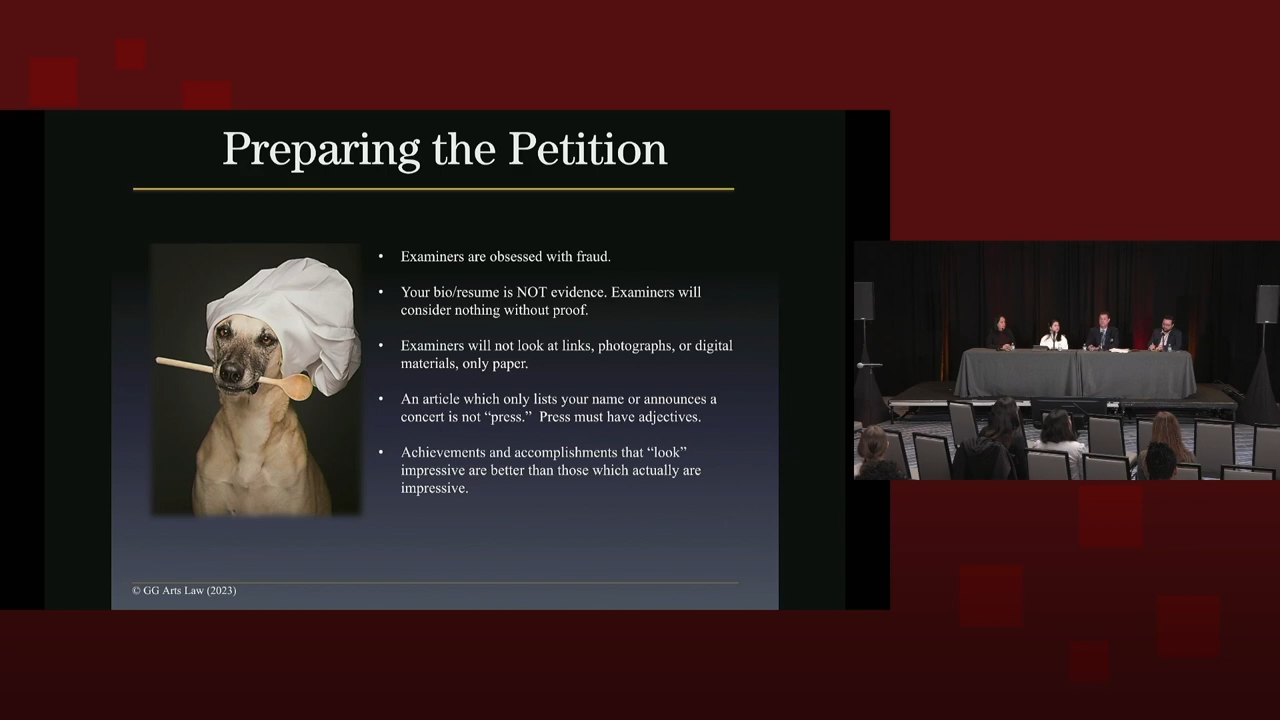 Preparing the Petition
• Examiners are obsessed with fraud.
• Your bio/resume is NOT evidence. Examiners will
consider nothing without proof.
• Examiners will not look at links, photographs, or digital
materials, only paper.
• An article which only lists your name or announces a
concert is not “press.”  Press must have adjectives.
• Achievements and accomplishments that “look”
impressive are better than those which actually are
impressive.
© GG Arts Law (2023)